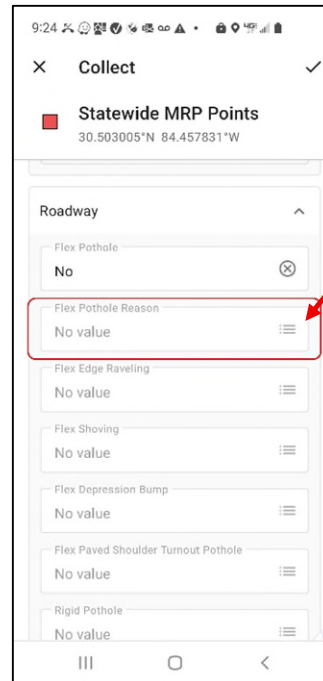 9:24
Collect
Statewide MRP Points
30.503005°N 84.457831°W
Roadway
Flex Pothole
No
Flex Pothole Reason
No value
Flex Edge Raveling
No value
Flex Shoving
No value
Flex Depression Bump
No value
Flex Paved Shoulder Turnout Pothole
No value
Rigid Pothole
No value